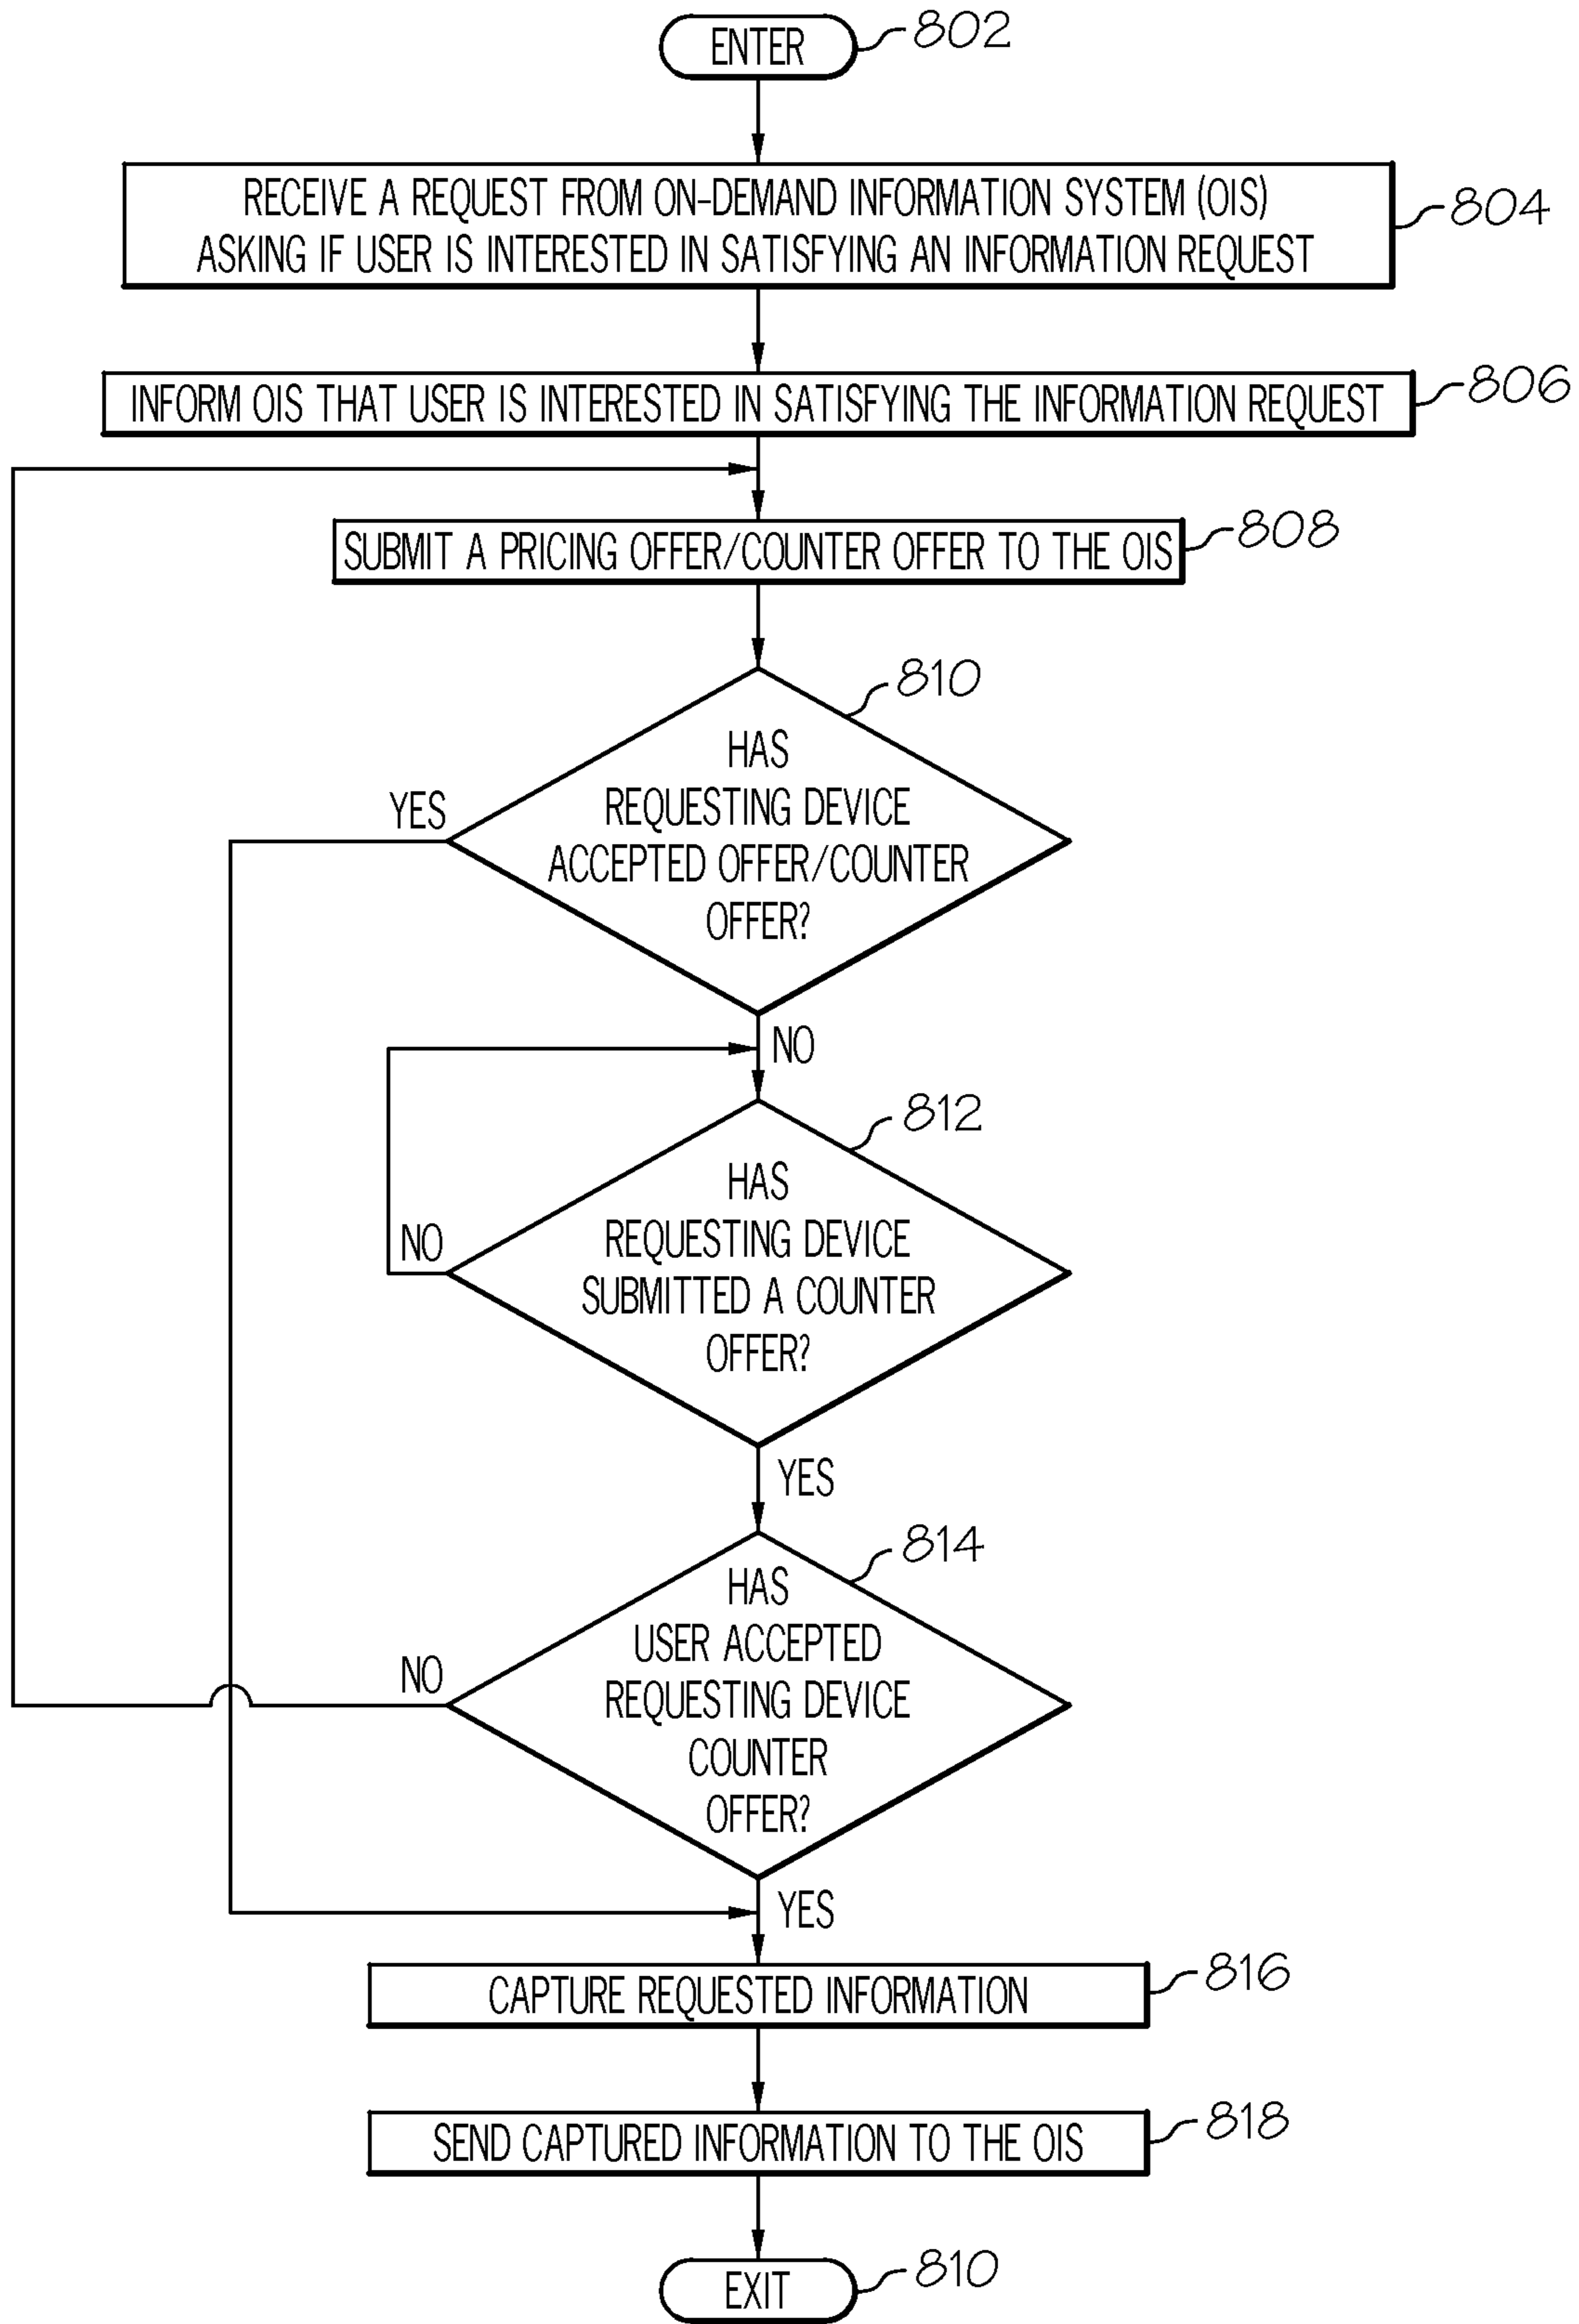 ENTER
802
RECEIVE A REQUEST FROM ON-DEMAND INFORMATION SYSTEM (OIS)
ASKING IF USER IS INTERESTED IN SATISFYING AN INFORMATION REQUEST
804
INFORM OIS THAT USER IS INTERESTED IN SATISFYING THE INFORMATION REQUEST
806
SUBMIT A PRICING OFFER/COUNTER OFFER TO THE OIS
808
810
HAS
REQUESTING DEVICE
ACCEPTED OFFER/COUNTER
OFFER?
YES
NO
812
HAS
REQUESTING DEVICE
SUBMITTED A COUNTER
OFFER?
NO
YES
814
HAS
USER ACCEPTED
REQUESTING DEVICE
COUNTER
OFFER?
NO
YES
CAPTURE REQUESTED INFORMATION
816
SEND CAPTURED INFORMATION TO THE OIS
818
EXIT
810